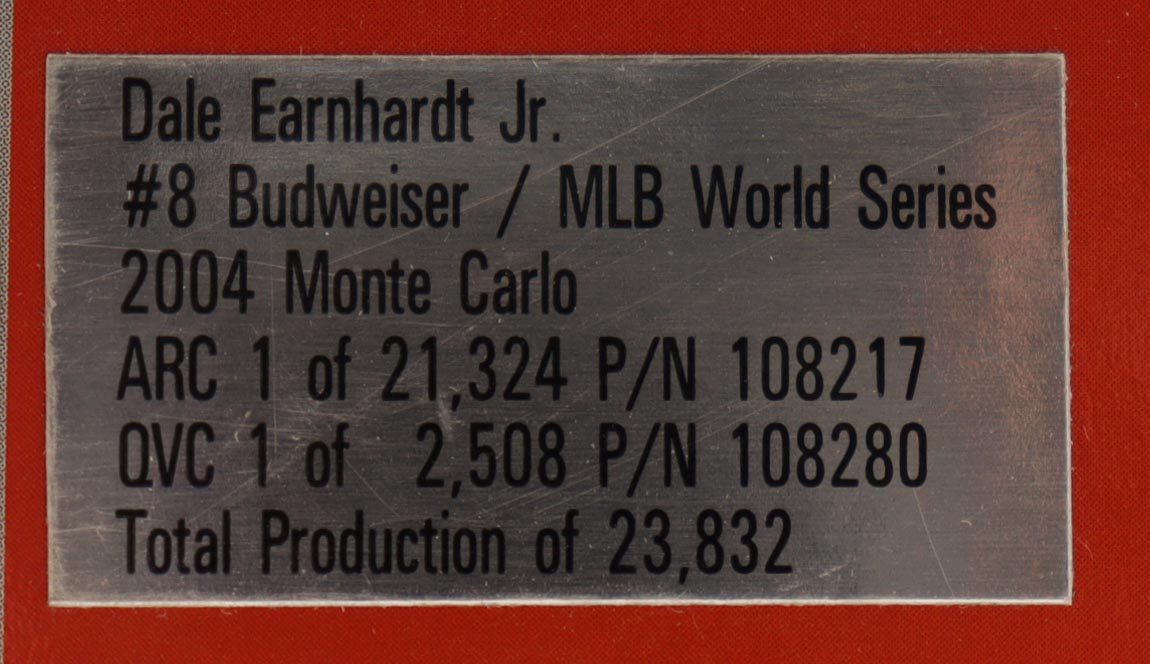 Dale Earnhardt Jr.
#8 Budweiser / MLB World Series
2004 Monte Carlo
ARC 1 of 21,324 P/N 108217
QVC 1 of 2,508 P/N 108280
Total Production of 23,832